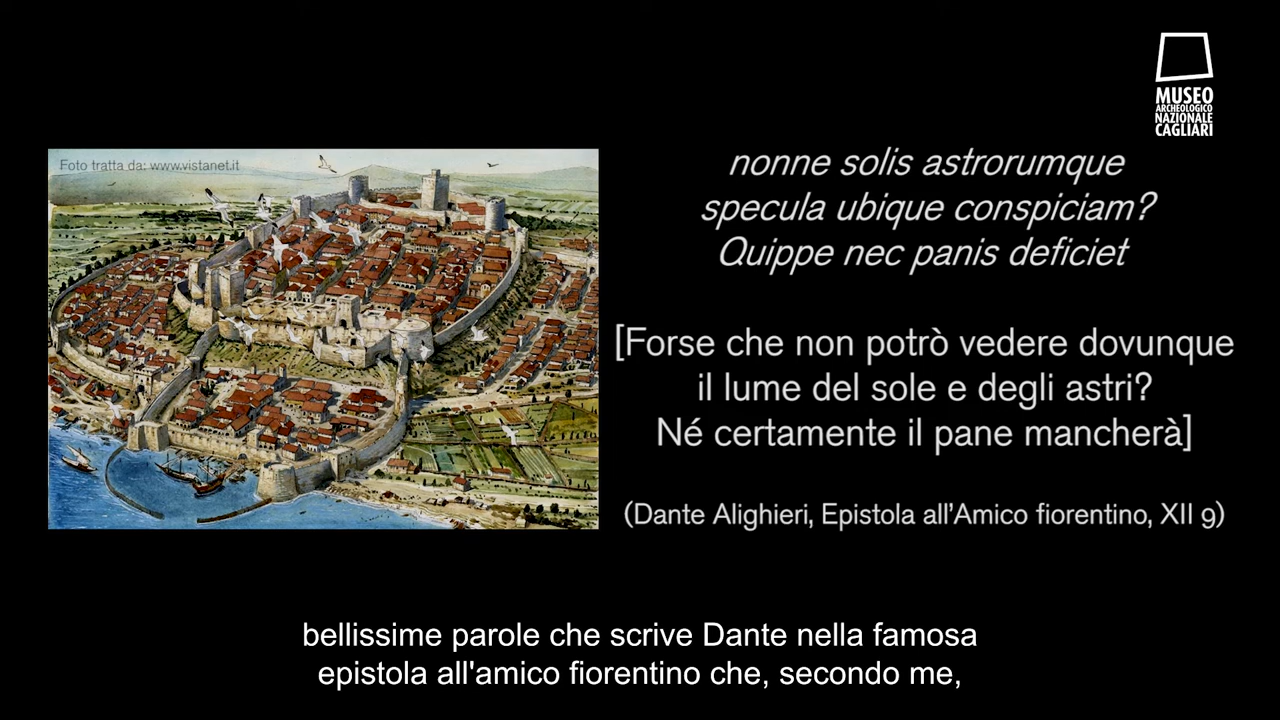 MUSEO
ARCHEOLOGICO
NAZIONALE
CAGLIARI
Foto tratta da: www.vistanet.it
nonne solis astrorumque
specula ubique conspiciam?
Quippe nec panis deficiet
[Forse che non potrò vedere dovunque
il lume del sole e degli astri?
Né certamente il pane mancherà]
(Dante Alighieri, Epistola all'Amico fiorentino, XII 9)
bellissime parole che scrive Dante nella famosa
epistola all'amico fiorentino che, secondo me,